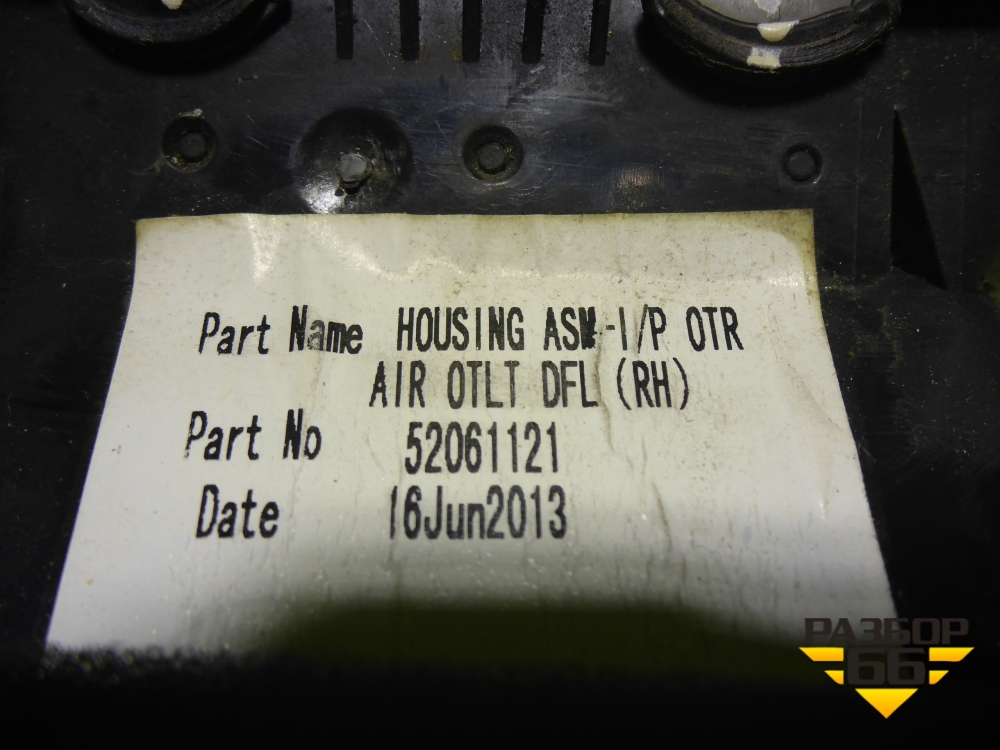 Part Name HOUSING ASM-I/P OTR
AIR OTLT DFL (RH)
Part No 52061121
Date 16Jun2013
РАЗБОР
66